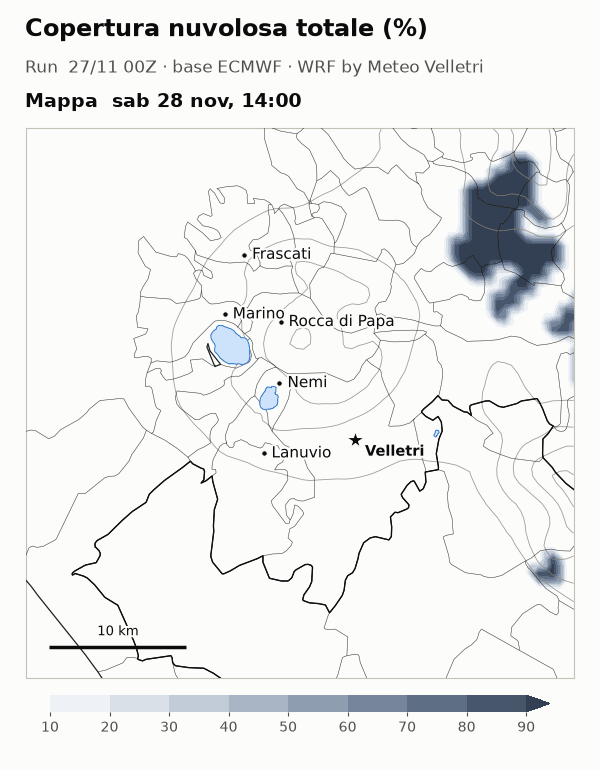 Copertura nuvolosa totale (%)
Run 27/11 00Z · base ECMWF · WRF by Meteo Velletri
Mappa sab 28 nov, 14:00
Frascati
Marino
Rocca di Papa
Nemi
Velletri
Lanuvio
10 km
10 20 30 40 50 60 70 80 90